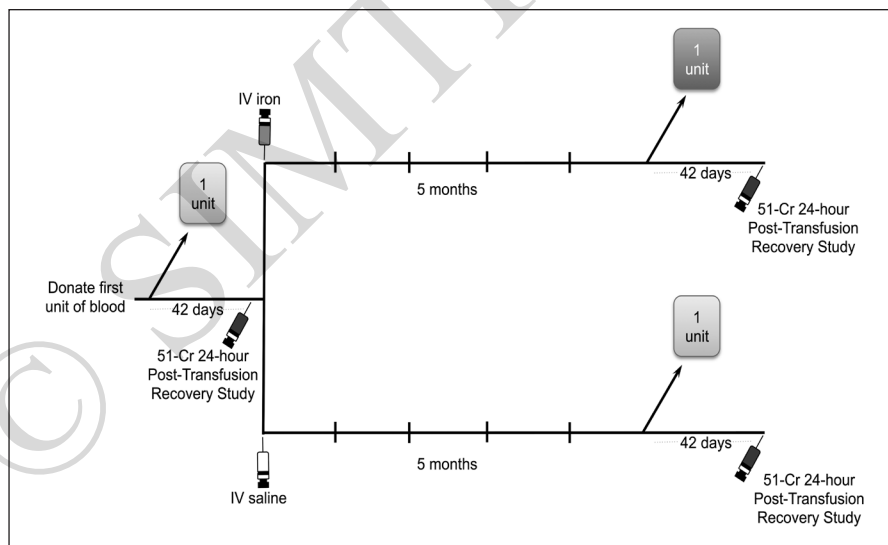 © SIMTI
1
unit
IV iron
5 months
42 days
51-Cr 24-hour
Post-Transfusion
Recovery Study
1
unit
Donate first
unit of blood
42 days
51-Cr 24-hour
Post-Transfusion
Recovery Study
1
unit
IV saline
5 months
42 days
51-Cr 24-hour
Post-Transfusion
Recovery Study